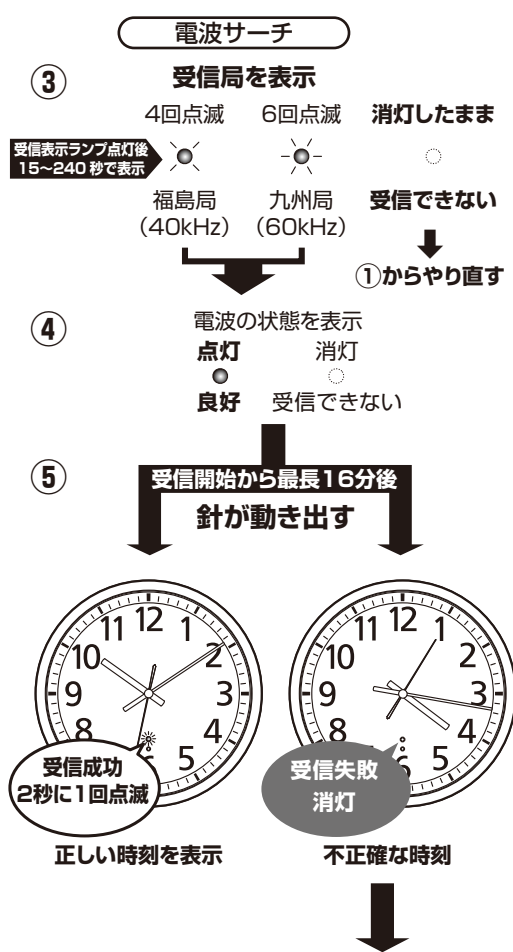 電波サーチ
③ 受信局を表示
4回点滅 6回点滅 消灯したまま
受信表示ランプ点灯後
15~240秒で表示
福島局 九州局 受信できない
(40kHz) (60kHz)
①からやり直す
④ 電波の状態を表示
点灯 消灯
良好 受信できない
⑤ 受信開始から最長16分後
針が動き出す
11 12 1
10 2
9 3
8 4
6 5
受信成功
2秒に1回点滅
正しい時刻を表示
11 12 1
10 2
9 3
8 4
6 5
受信失敗
消灯
不正確な時刻